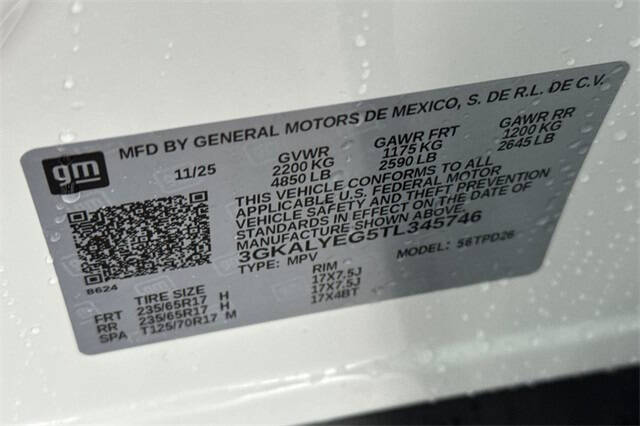 gm
MFD BY GENERAL MOTORS DE MEXICO, S. DE R.L. DE C.V.
11/25 GVWR GAWR FRT GAWR RR
2200 KG 1175 KG 1200 KG
4850 LB 2590 LB 2645 LB
THIS VEHICLE CONFORMS TO ALL
APPLICABLE U.S. FEDERAL MOTOR
VEHICLE SAFETY AND THEFT PREVENTION
STANDARDS IN EFFECT ON THE DATE OF
MANUFACTURE SHOWN ABOVE.
3GKALYEG5TL345746
TYPE: MPV MODEL: 56TPD26
8624
TIRE SIZE RIM
FRT 235/65R17 H 17X7.5J
RR 235/65R17 H 17X7.5J
SPA T125/70R17 M 17X4BT